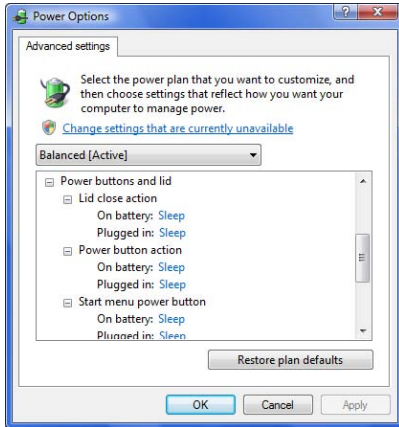 Power Options
Advanced settings
Select the power plan that you want to customize, and
then choose settings that reflect how you want your
computer to manage power.
Change settings that are currently unavailable
Balanced [Active]
Power buttons and lid
Lid close action
On battery: Sleep
Plugged in: Sleep
Power button action
On battery: Sleep
Plugged in: Sleep
Start menu power button
On battery: Sleep
Plugged in: Sleep
Restore plan defaults
OK
Cancel
Apply